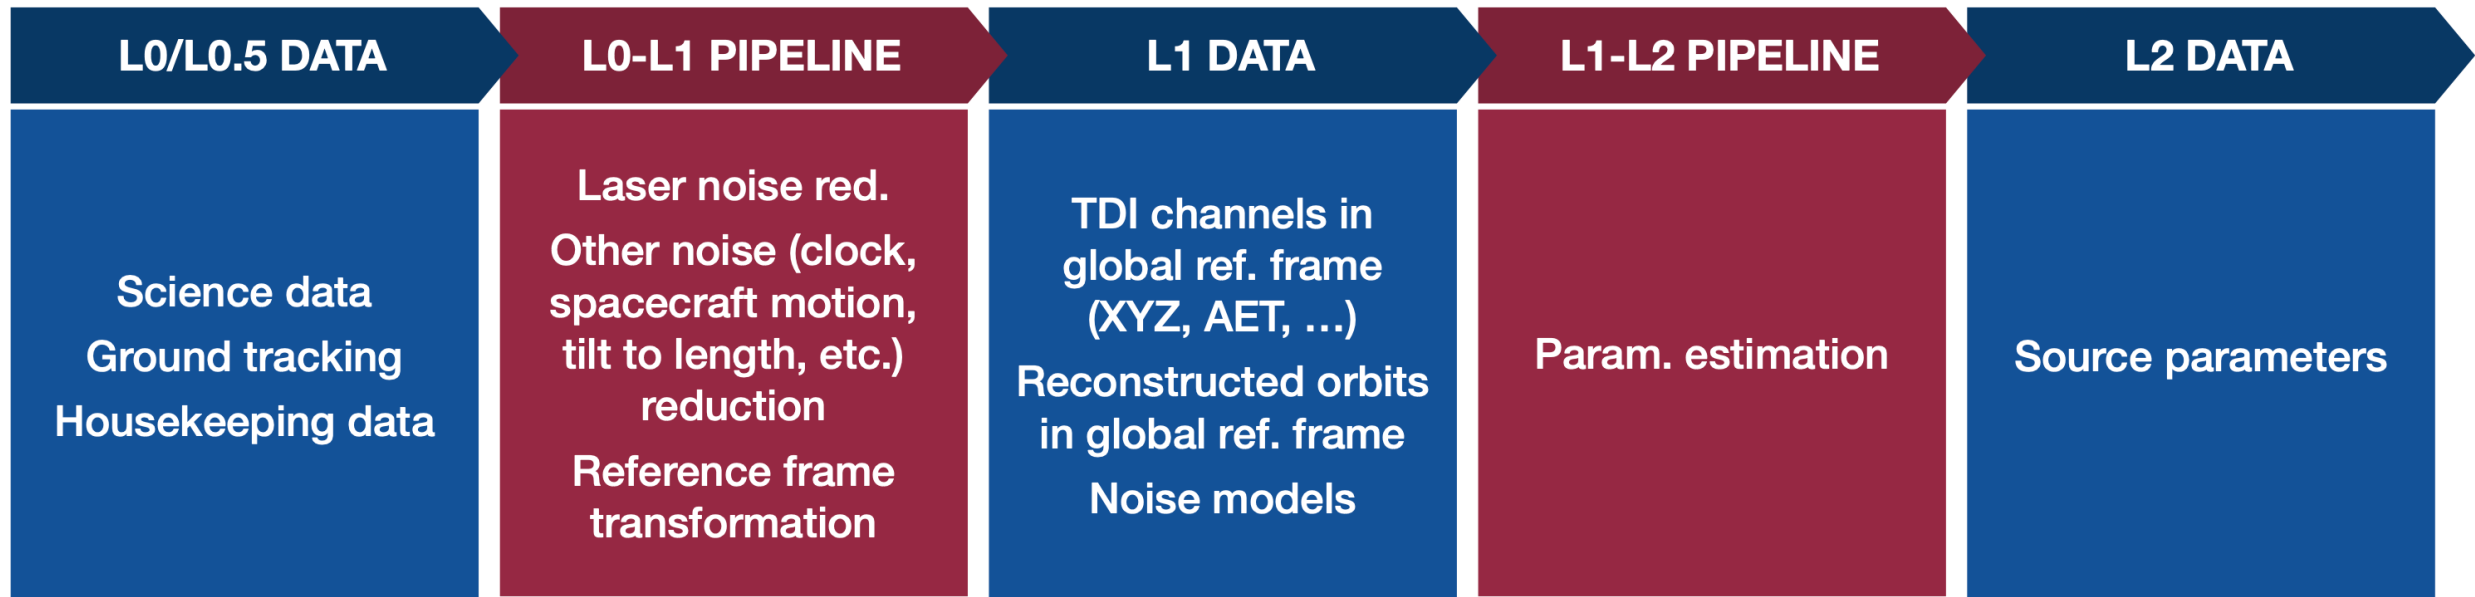 L0/L0.5 DATA
Science data
Ground tracking
Housekeeping data
L0-L1 PIPELINE
Laser noise red.
Other noise (clock,
spacecraft motion,
tilt to length, etc.)
reduction
Reference frame
transformation
L1 DATA
TDI channels in
global ref. frame
(XYZ, AET, …)
Reconstructed orbits
in global ref. frame
Noise models
L1-L2 PIPELINE
Param. estimation
L2 DATA
Source parameters